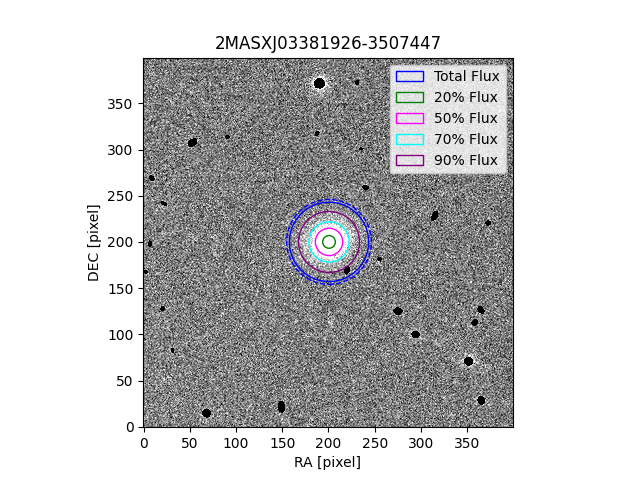 2MASXJ03381926-3507447
Total Flux
20% Flux
50% Flux
70% Flux
90% Flux
350
300
250
200
150
100
50
0
DEC [pixel]
0 50 100 150 200 250 300 350
RA [pixel]